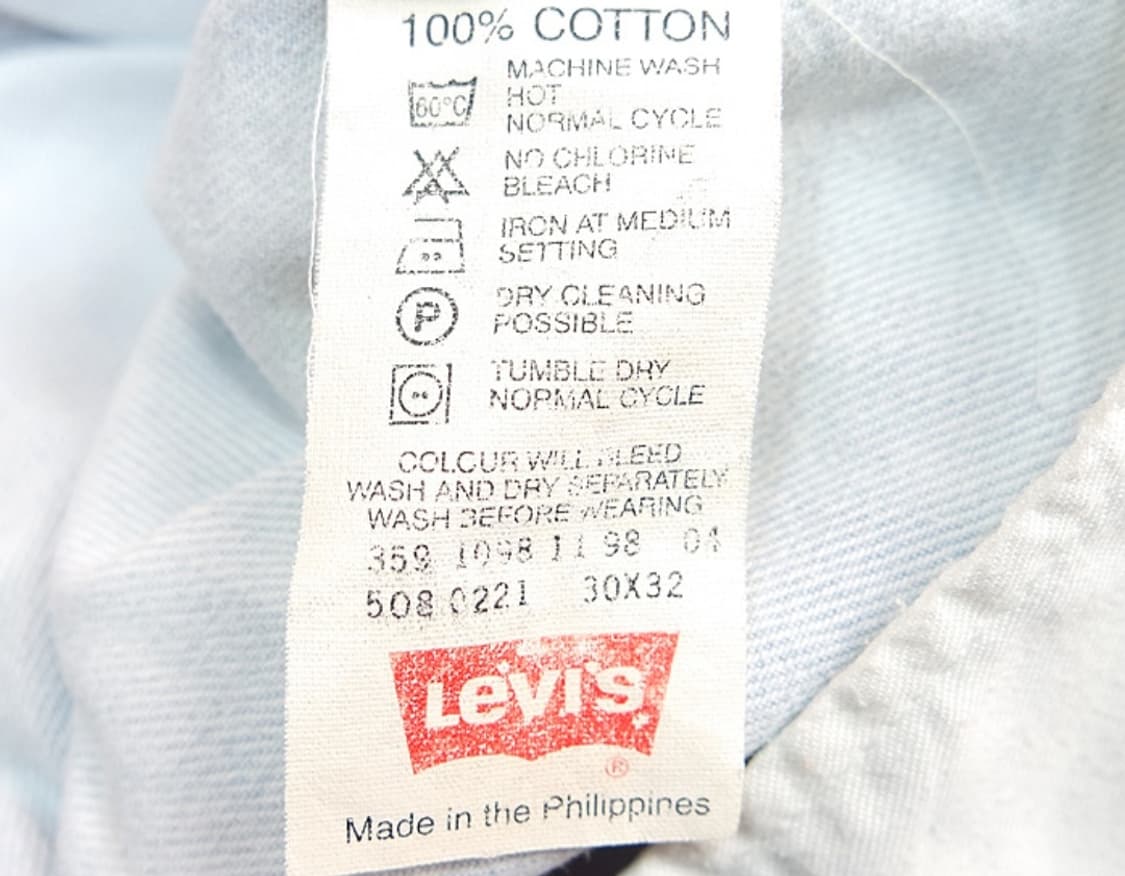 100% COTTON
60°C
MACHINE WASH
HOT
NORMAL CYCLE
NO CHLORINE
BLEACH
IRON AT MEDIUM
SETTING
P
DRY CLEANING
POSSIBLE
TUMBLE DRY
NORMAL CYCLE
COLOUR WILL BLEED
WASH AND DRY SEPARATELY
WASH BEFORE WEARING
359 1098 11 98 04
508 0221 30X32
Levi's
®
Made in the Philippines